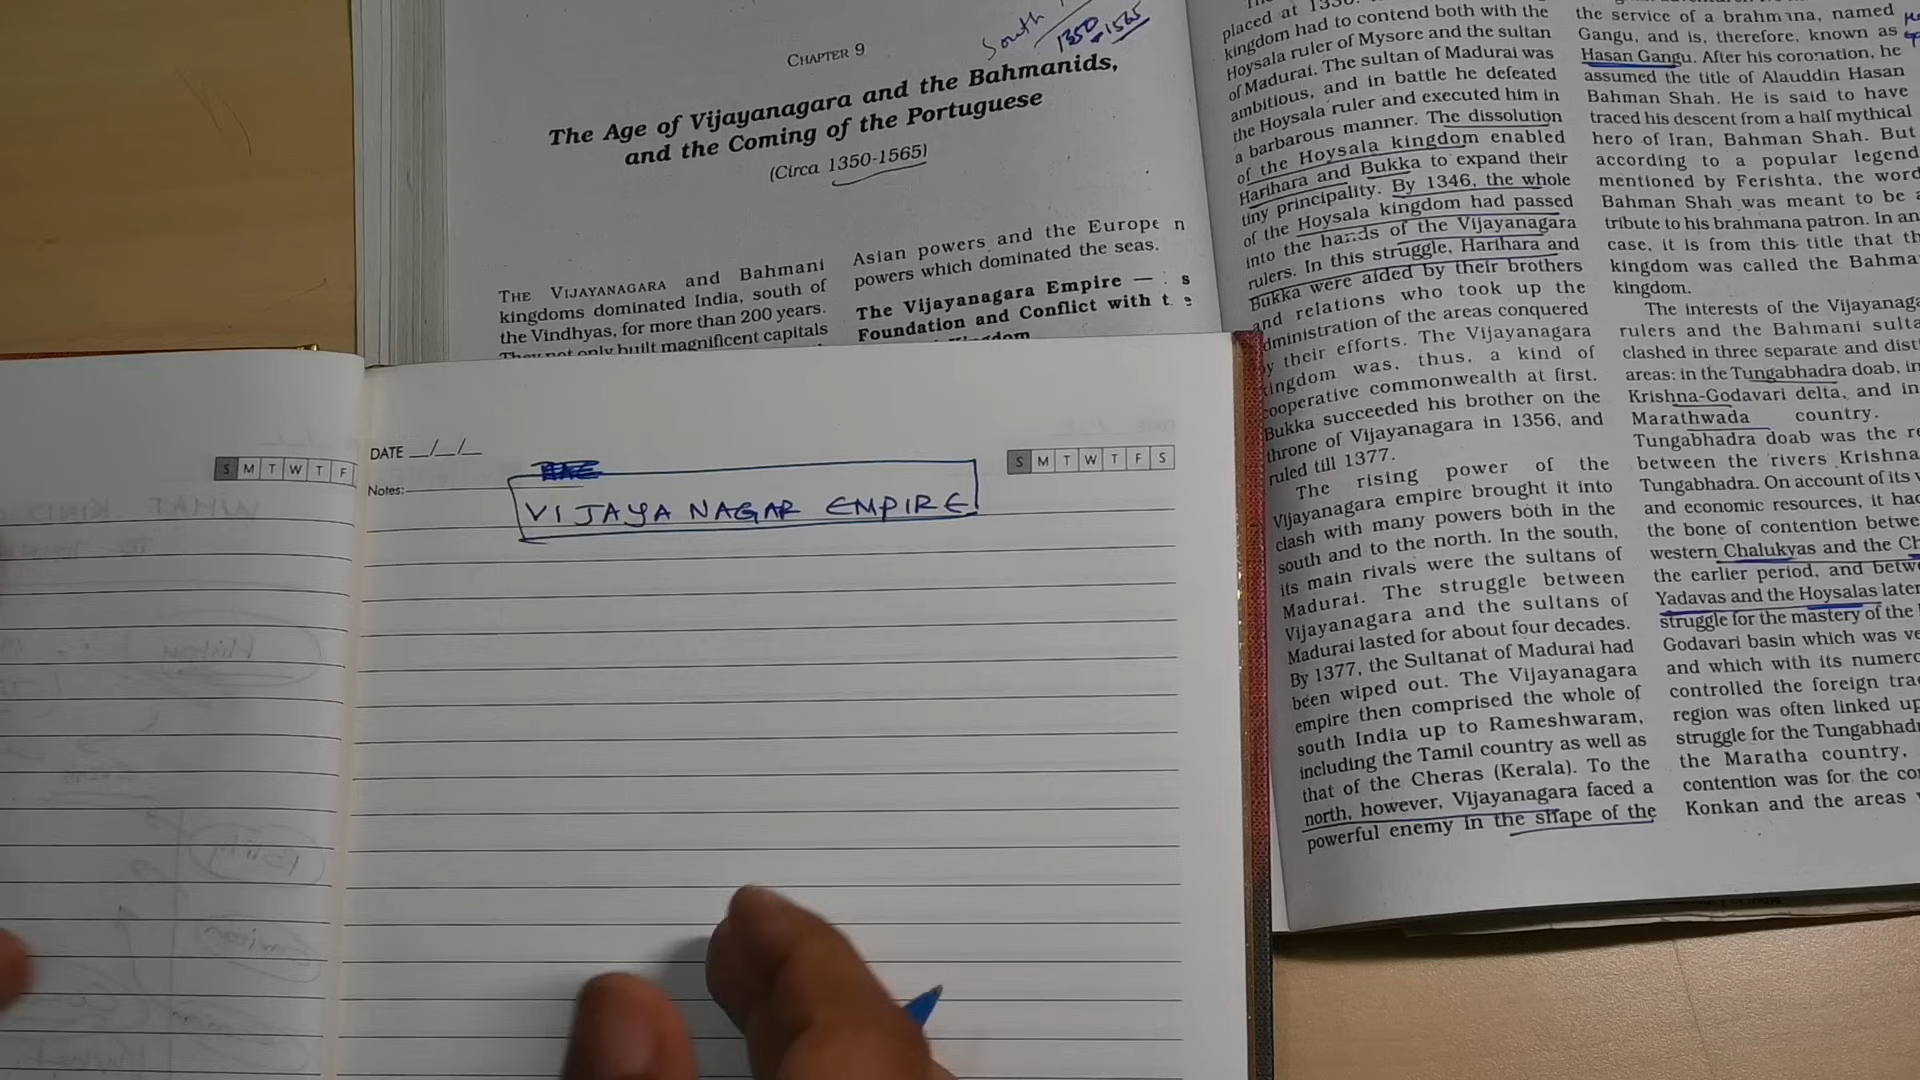 South
1350-1565
CHAPTER 9
The Age of Vijayanagara and the Bahmanids,
and the Coming of the Portuguese
(Circa 1350-1565)
THE VIJAYANAGARA and Bahmani
kingdoms dominated India, south of
the Vindhyas, for more than 200 years.
They not only built magnificent capitals
Asian powers and the Europe n
powers which dominated the seas.
The Vijayanagara Empire —
Foundation and Conflict with
placed at
kingdom had to contend both with the
Hoysala ruler of Mysore and the sultan
of Madurai. The sultan of Madurai was
ambitious, and in battle he defeated
the Hoysala ruler and executed him in
a barbarous manner. The dissolution
of the Hoysala kingdom enabled
Harihara and Bukka to expand their
tiny principality. By 1346, the whole
of the Hoysala kingdom had passed
into the hands of the Vijayanagara
rulers. In this struggle, Harihara and
Bukka were aided by their brothers
and relations who took up the
dministration of the areas conquered
y their efforts. The Vijayanagara
ingdom was, thus, a kind of
cooperative commonwealth at first.
Bukka succeeded his brother on the
throne of Vijayanagara in 1356, and
ruled till 1377.
The rising power of the
Vijayanagara empire brought it into
clash with many powers both in the
south and to the north. In the south,
its main rivals were the sultans of
Madurai. The struggle between
Vijayanagara and the sultans of
Madurai lasted for about four decades.
By 1377, the Sultanat of Madurai had
been wiped out. The Vijayanagara
empire then comprised the whole of
south India up to Rameshwaram,
including the Tamil country as well as
that of the Cheras (Kerala). To the
north, however, Vijayanagara faced a
powerful enemy in the shape of the
the service of a brahmana, named
Gangu, and is, therefore, known as
Hasan Gangu. After his coronation, he
assumed the title of Alauddin Hasan
Bahman Shah. He is said to have
traced his descent from a half mythical
hero of Iran, Bahman Shah. But
according to a popular legend
mentioned by Ferishta, the word
Bahman Shah was meant to be a
tribute to his brahmana patron. In an
case, it is from this title that th
kingdom was called the Bahma
kingdom.
The interests of the Vijayanaga
rulers and the Bahmani sulta
clashed in three separate and dist
areas: in the Tungabhadra doab, in
Krishna-Godavari delta, and in
Marathwada country.
Tungabhadra doab was the re
between the rivers Krishna
Tungabhadra. On account of its
and economic resources, it had
the bone of contention betwe
western Chalukyas and the Ch
the earlier period, and betwe
Yadavas and the Hoysalas later
struggle for the mastery of the
Godavari basin which was ve
and which with its numero
controlled the foreign tra
region was often linked up
struggle for the Tungabhadr
the Maratha country,
contention was for the co
Konkan and the areas
S M T W T F
DATE _/_/_
S M T W T F S
Notes:
VIJAYA NAGAR EMPIRE